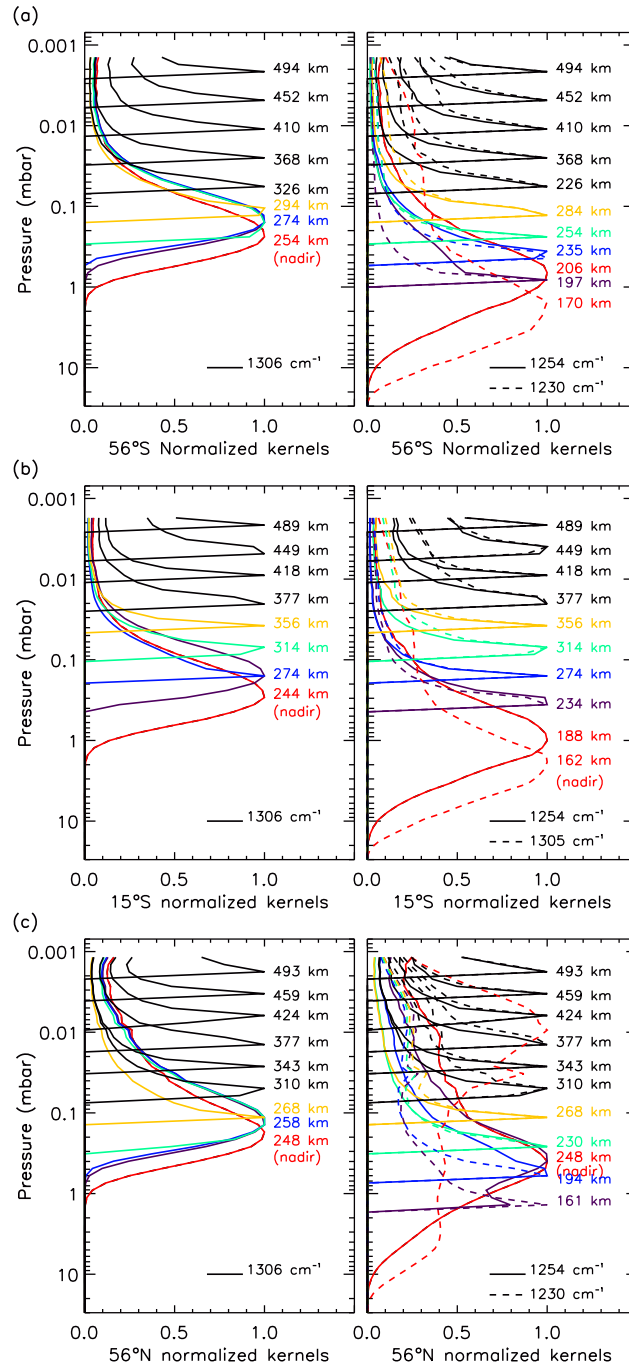 (a)
0.001
0.01
0.1
1
10
Pressure (mbar)
494 km
452 km
410 km
368 km
326 km
294 km
274 km
254 km
(nadir)
1306 cm⁻¹
0.0 0.5 1.0
56°S Normalized kernels
494 km
452 km
410 km
368 km
226 km
284 km
254 km
235 km
206 km
197 km
170 km
1254 cm⁻¹
1230 cm⁻¹
0.0 0.5 1.0
56°S Normalized kernels
(b)
0.001
0.01
0.1
1
10
Pressure (mbar)
489 km
449 km
418 km
377 km
356 km
314 km
274 km
244 km
(nadir)
1306 cm⁻¹
0.0 0.5 1.0
15°S normalized kernels
489 km
449 km
418 km
377 km
356 km
314 km
274 km
234 km
188 km
162 km
(nadir)
1254 cm⁻¹
1305 cm⁻¹
0.0 0.5 1.0
15°S normalized kernels
(c)
0.001
0.01
0.1
1
10
Pressure (mbar)
493 km
459 km
424 km
377 km
343 km
310 km
268 km
258 km
248 km
(nadir)
1306 cm⁻¹
0.0 0.5 1.0
56°N normalized kernels
493 km
459 km
424 km
377 km
343 km
310 km
268 km
230 km
248 km
(nadir)
194 km
161 km
1254 cm⁻¹
1230 cm⁻¹
0.0 0.5 1.0
56°N normalized kernels